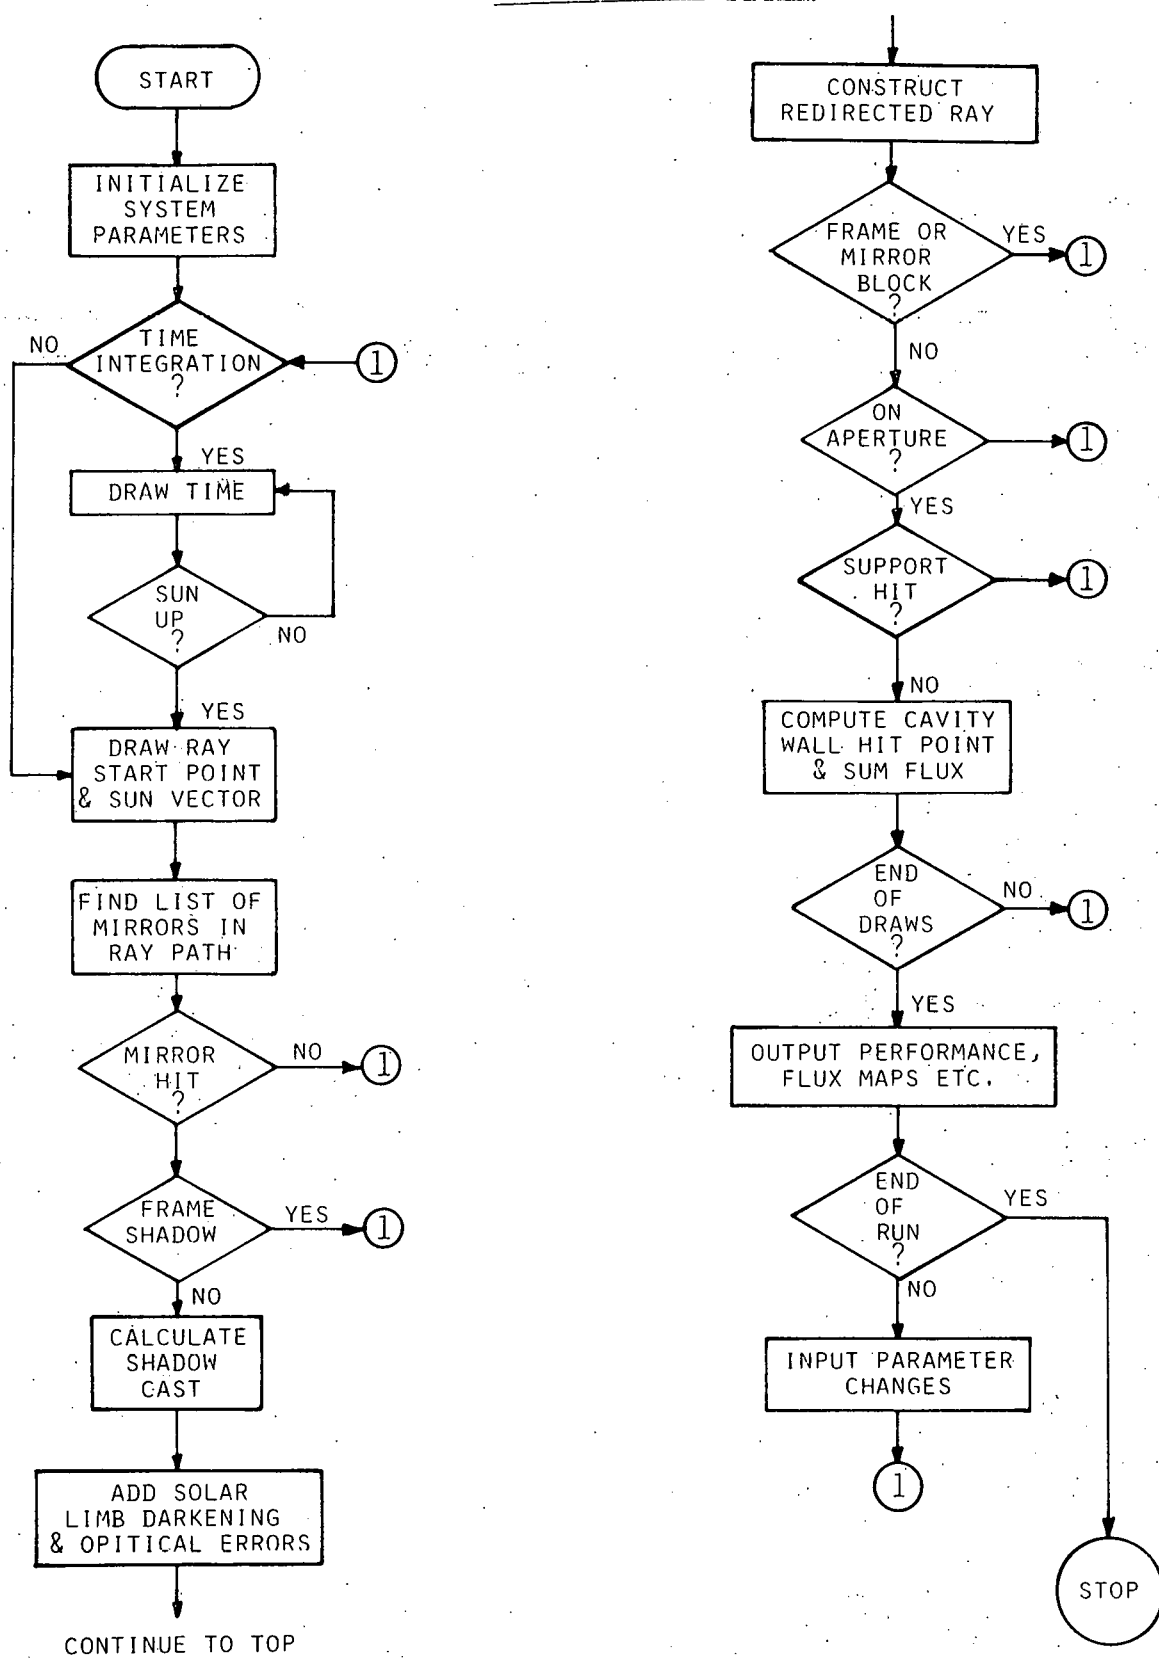 START
INITIALIZE
SYSTEM
PARAMETERS
TIME
INTEGRATION
?
NO
1
YES
DRAW TIME
SUN
UP
?
NO
YES
DRAW RAY
START POINT
& SUN VECTOR
FIND LIST OF
MIRRORS IN
RAY PATH
MIRROR
HIT
?
NO
1
FRAME
SHADOW
YES
1
NO
CALCULATE
SHADOW
CAST
ADD SOLAR
LIMB DARKENING
& OPITICAL ERRORS
CONTINUE TO TOP
CONSTRUCT
REDIRECTED RAY
FRAME OR
MIRROR
BLOCK
?
YES
1
NO
ON
APERTURE
?
1
YES
SUPPORT
HIT
?
1
NO
COMPUTE CAVITY
WALL HIT POINT
& SUM FLUX
END
OF
DRAWS
?
NO
1
YES
OUTPUT PERFORMANCE,
FLUX MAPS ETC.
END
OF
RUN
?
YES
NO
INPUT PARAMETER
CHANGES
1
STOP